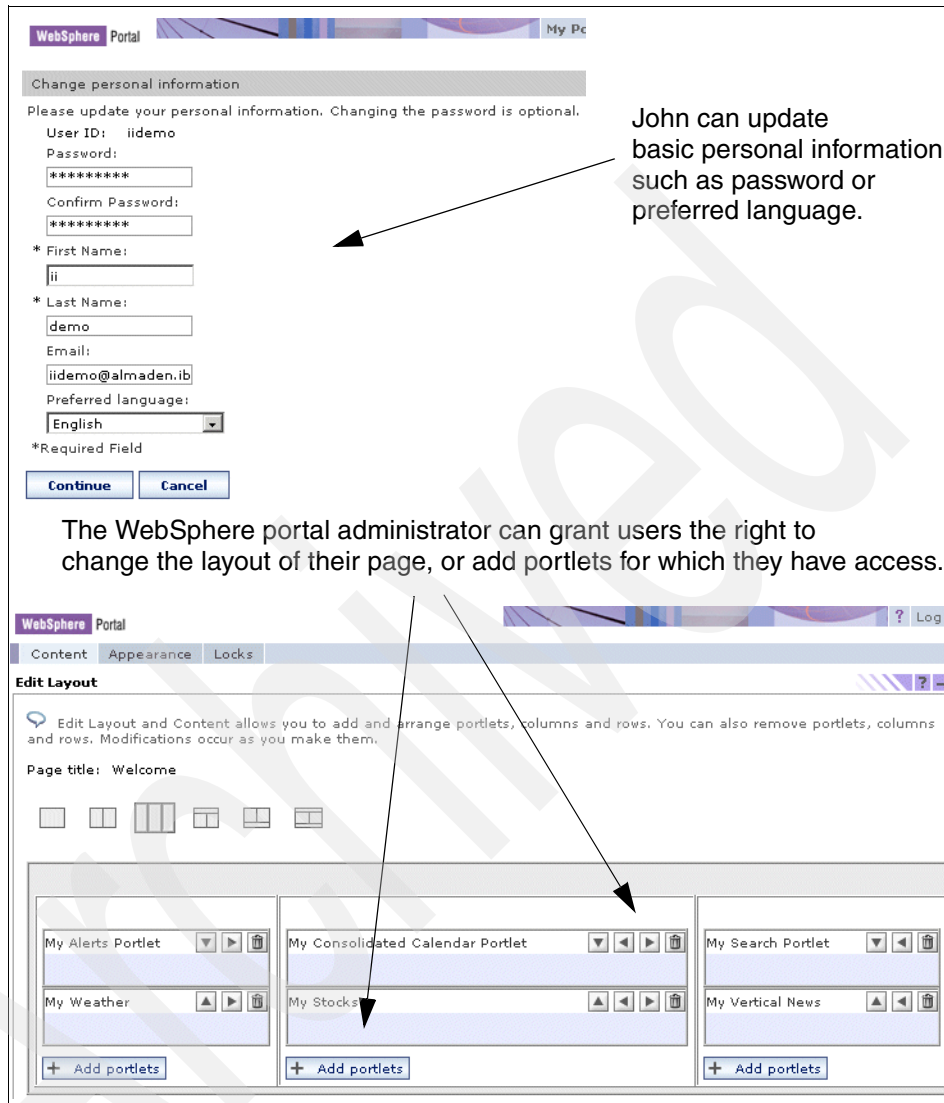 WebSphere Portal
My Po
Change personal information
Please update your personal information. Changing the password is optional.
User ID: iidemo
Password:
*********
Confirm Password:
*********
* First Name:
ii
* Last Name:
demo
Email:
iidemo@almaden.ib
Preferred language:
English
*Required Field
Continue Cancel
John can update
basic personal information
such as password or
preferred language.
The WebSphere portal administrator can grant users the right to
change the layout of their page, or add portlets for which they have access.
WebSphere Portal
? Log
Content Appearance Locks
Edit Layout
? –
Edit Layout and Content allows you to add and arrange portlets, columns and rows. You can also remove portlets, columns
and rows. Modifications occur as you make them.
Page title: Welcome
My Alerts Portlet
My Consolidated Calendar Portlet
My Search Portlet
My Weather
My Stocks
My Vertical News
+ Add portlets
+ Add portlets
+ Add portlets
Archived